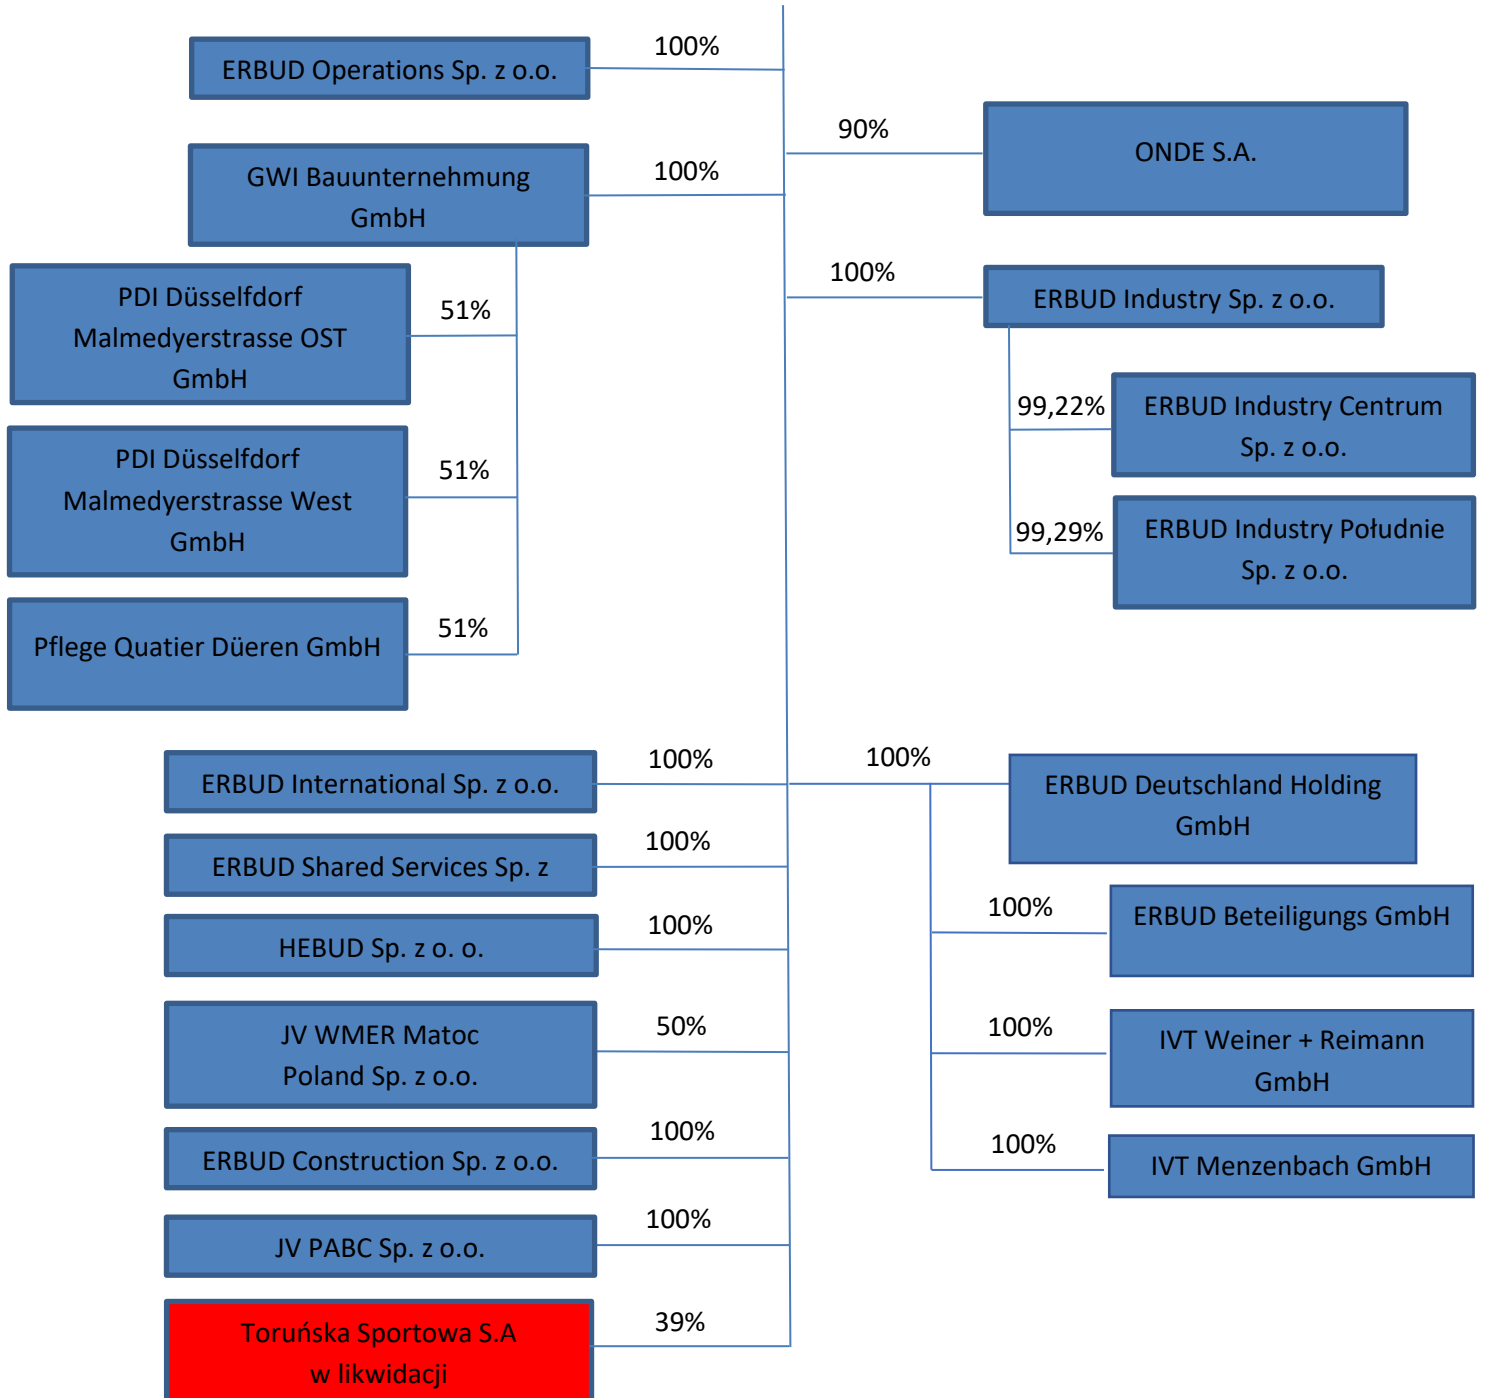 100%
ERBUD Operations Sp. z o.o.
90%
ONDE S.A.
GWI Bauunternehmung
GmbH
100%
PDI Düsselfdorf
Malmedyerstrasse OST
GmbH
51%
100%
ERBUD Industry Sp. z o.o.
99,22%
ERBUD Industry Centrum
Sp. z o.o.
PDI Düsselfdorf
Malmedyerstrasse West
GmbH
51%
99,29%
ERBUD Industry Południe
Sp. z o.o.
Pflege Quatier Düeren GmbH
51%
ERBUD International Sp. z o.o.
100%
100%
ERBUD Deutschland Holding
GmbH
ERBUD Shared Services Sp. z
100%
100%
ERBUD Beteiligungs GmbH
HEBUD Sp. z o. o.
100%
JV WMER Matoc
Poland Sp. z o.o.
50%
100%
IVT Weiner + Reimann
GmbH
ERBUD Construction Sp. z o.o.
100%
100%
IVT Menzenbach GmbH
JV PABC Sp. z o.o.
100%
Toruńska Sportowa S.A
w likwidacji
39%